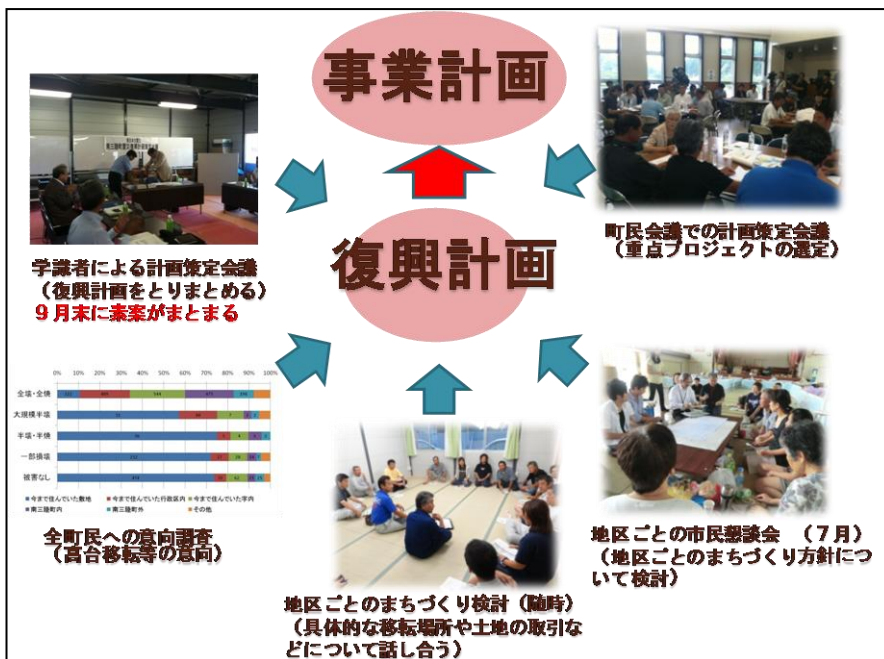 事業計画
復興計画
学識者による計画策定会議
（復興計画をとりまとめる）
９月末に素案がまとまる
町民会議での計画策定会議
（重点プロジェクトの選定）
0% 10% 20% 30% 40% 50% 60% 70% 80% 90% 100%
全壊・全焼
大規模半壊
半壊・半焼
一部損壊
被害なし
今まで住んでいた敷地
今まで住んでいた行政区内
今まで住んでいた字内
南三陸町内
南三陸町外
その他
全町民への意向調査
（高台移転等の意向）
地区ごとのまちづくり検討（随時）
（具体的な移転場所や土地の取引な
どについて話し合う）
地区ごとの市民懇談会　（７月）
（地区ごとのまちづくり方針につ
いて検討）